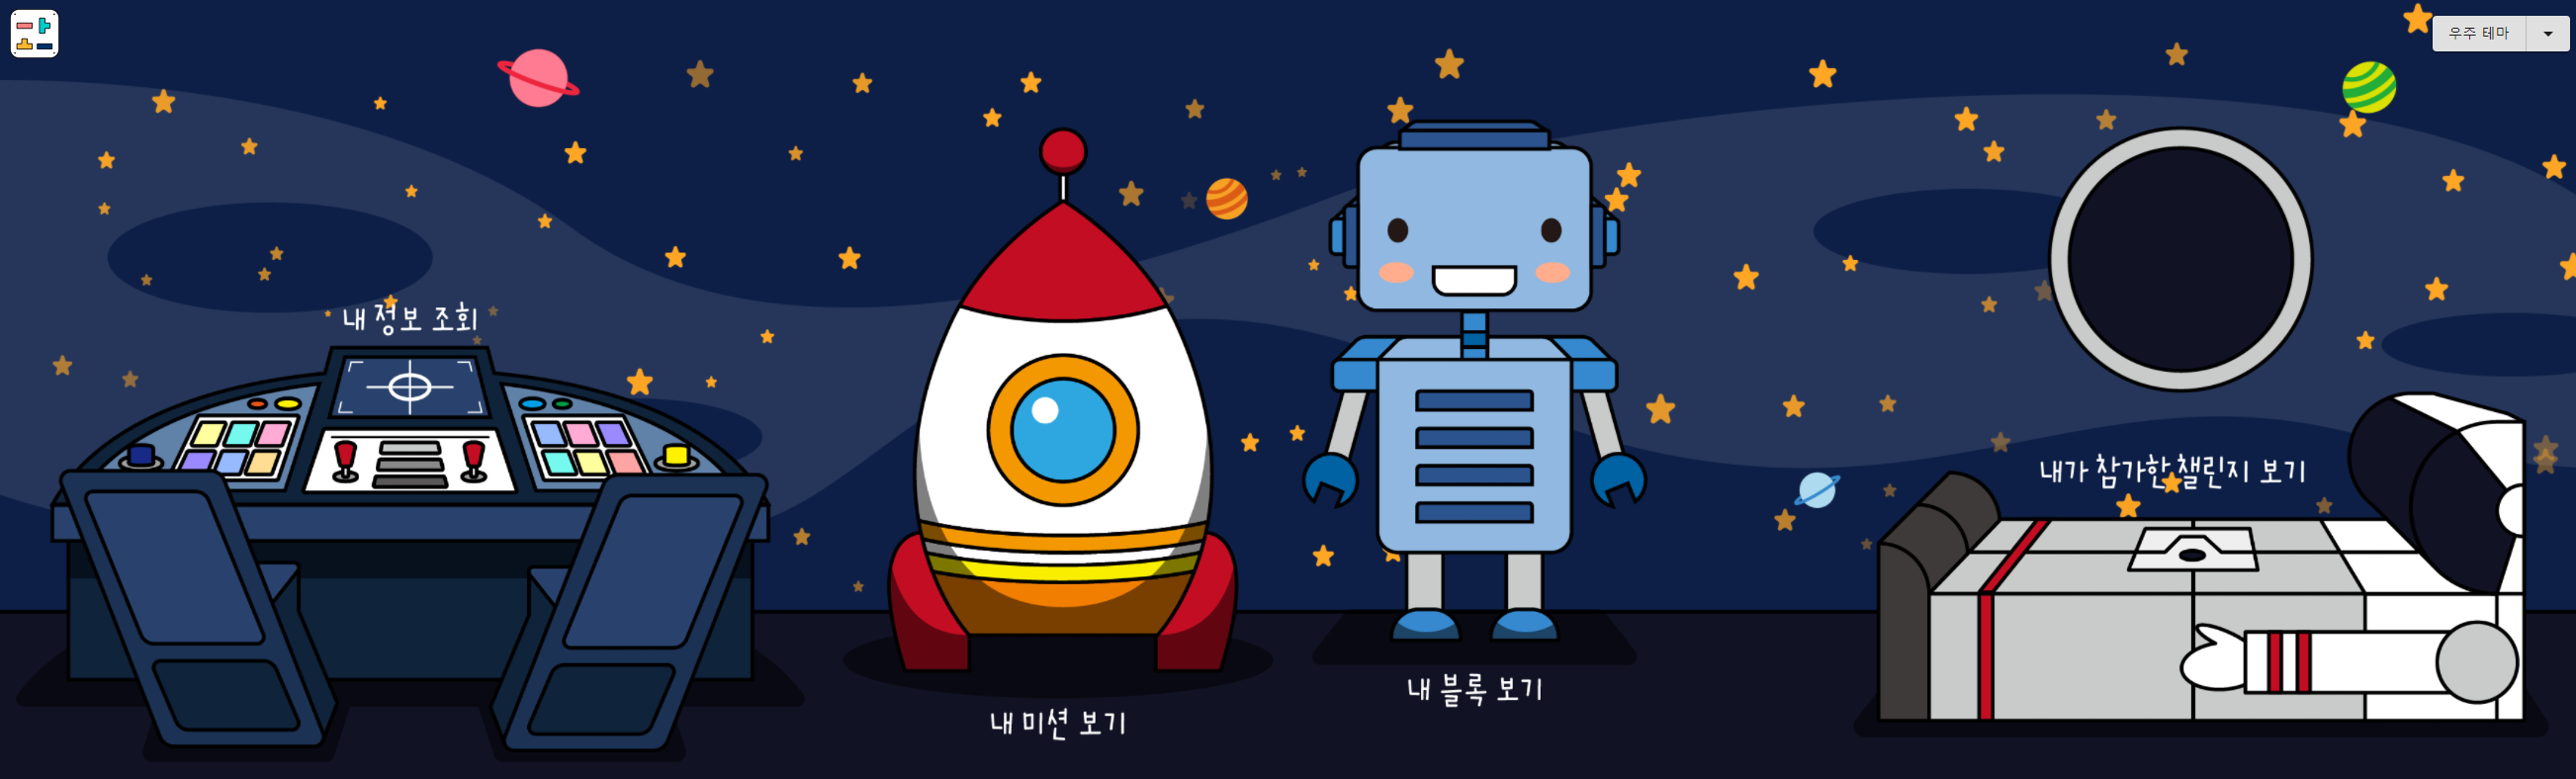 우주 테마
내 정보 조회
내가 참가한 챌린지 보기
내 블록 보기
내 미션 보기